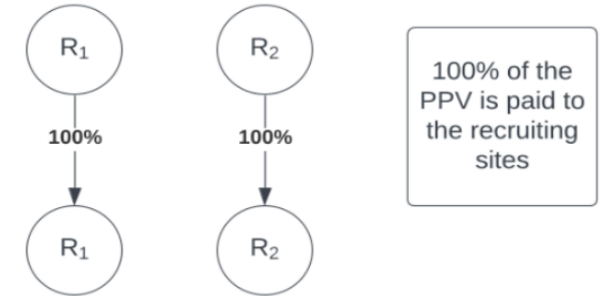 R₁
R₂
100% of the
PPV is paid to
the recruiting
sites
100%
100%
R₁
R₂